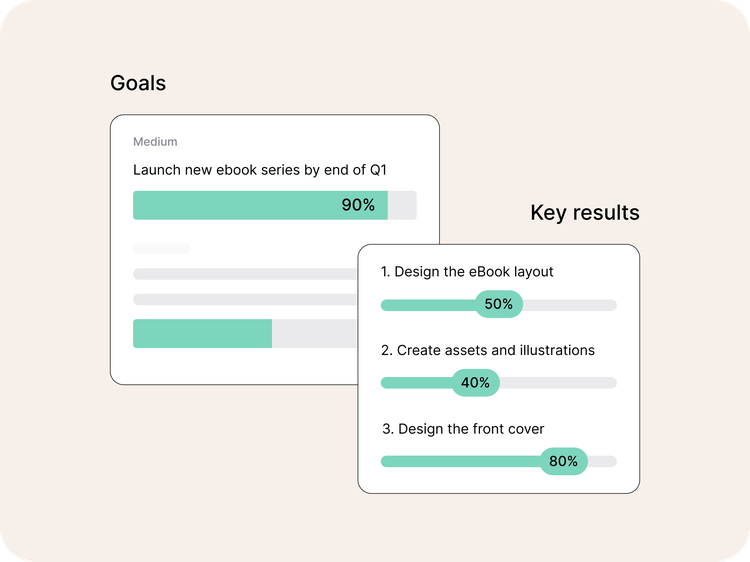 Goals
Medium
Launch new ebook series by end of Q1
90%
Key results
1. Design the eBook layout
50%
2. Create assets and illustrations
40%
3. Design the front cover
80%